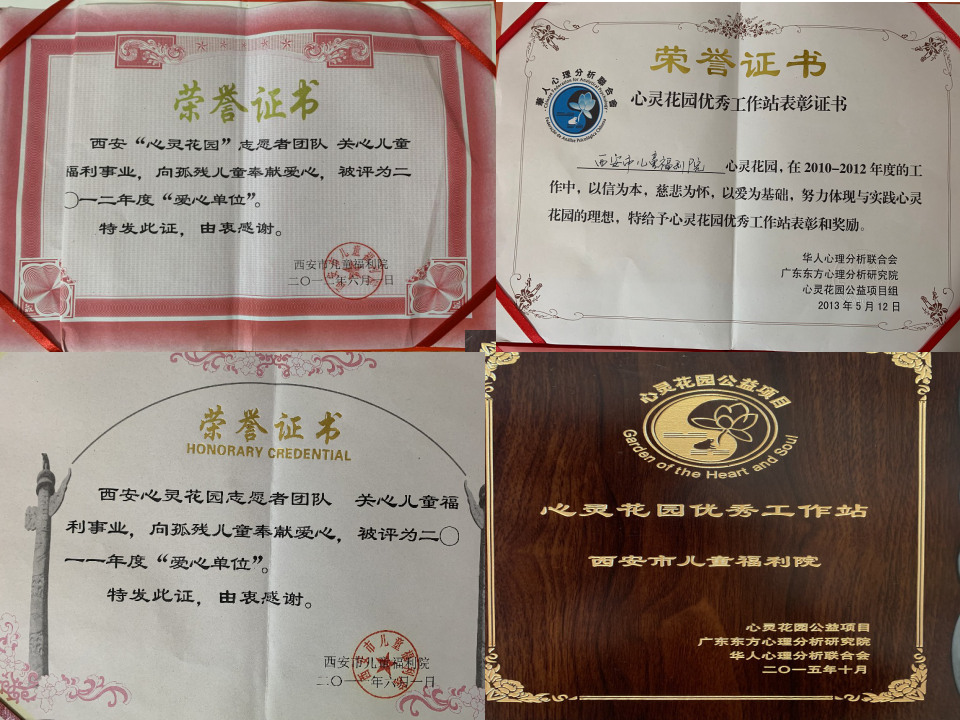 荣誉证书
西安“心灵花园”志愿者团队 关心儿童
福利事业，向孤残儿童奉献爱心，被评为二
〇一二年度“爱心单位”。
特发此证，由衷感谢。
西安市儿童福利院
二〇一二年六月一日
荣誉证书
華人心理分析聯合會
心灵花园优秀工作站表彰证书
西安市儿童福利院 心灵花园，在2010-2012年度的工
作中，以信为本，慈悲为怀，以爱为基础，努力体现与实践心灵
花园的理想，特给予心灵花园优秀工作站表彰和奖励。
华人心理分析联合会
广东东方心理分析研究院
心灵花园公益项目组
2013年5月12日
荣誉证书
HONORARY CREDENTIAL
西安心灵花园志愿者团队 关心儿童福
利事业，向孤残儿童奉献爱心，被评为二〇
一一年度“爱心单位”。
特发此证，由衷感谢。
西安市儿童福利院
二〇一一年六月一日
心灵花园公益项目
Garden of the Heart and Soul
心灵花园优秀工作站
西安市儿童福利院
心灵花园公益项目
广东东方心理分析研究院
华人心理分析联合会
二〇一五年十月